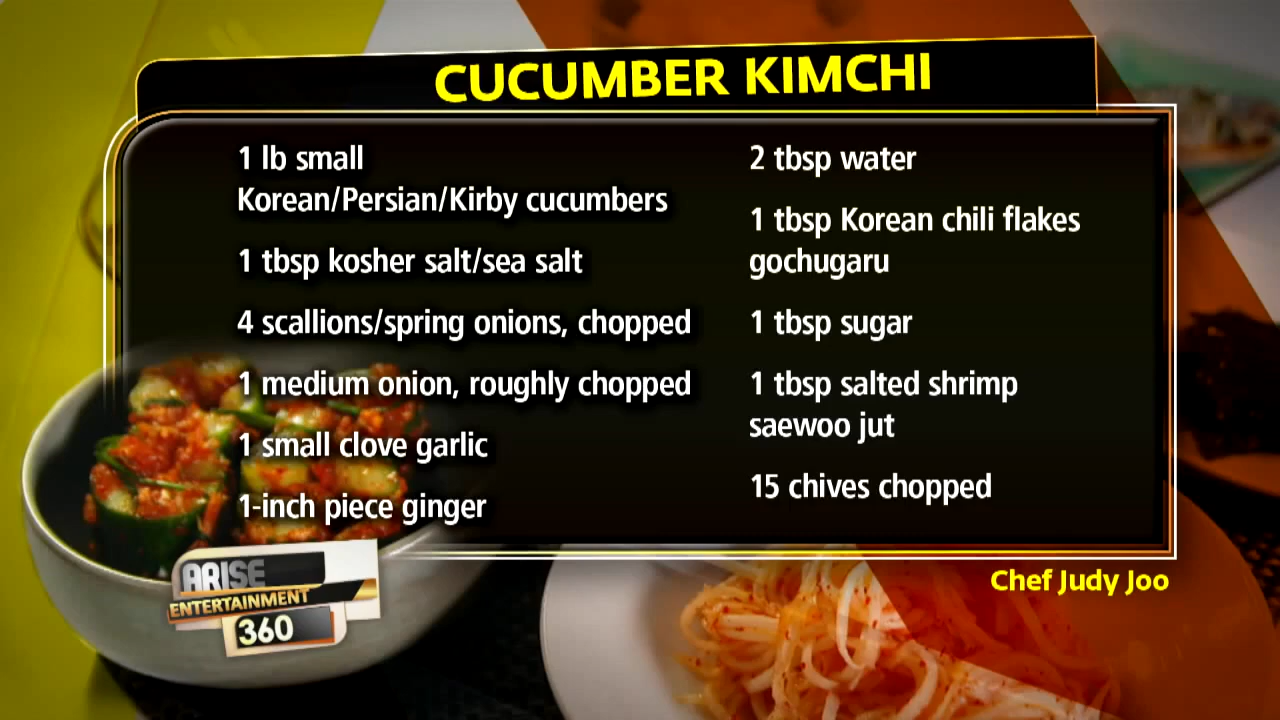 CUCUMBER KIMCHI
1 lb small
Korean/Persian/Kirby cucumbers
1 tbsp kosher salt/sea salt
4 scallions/spring onions, chopped
1 medium onion, roughly chopped
1 small clove garlic
1-inch piece ginger
2 tbsp water
1 tbsp Korean chili flakes
gochugaru
1 tbsp sugar
1 tbsp salted shrimp
saewoo jut
15 chives chopped
Chef Judy Joo
ARISE
ENTERTAINMENT
360